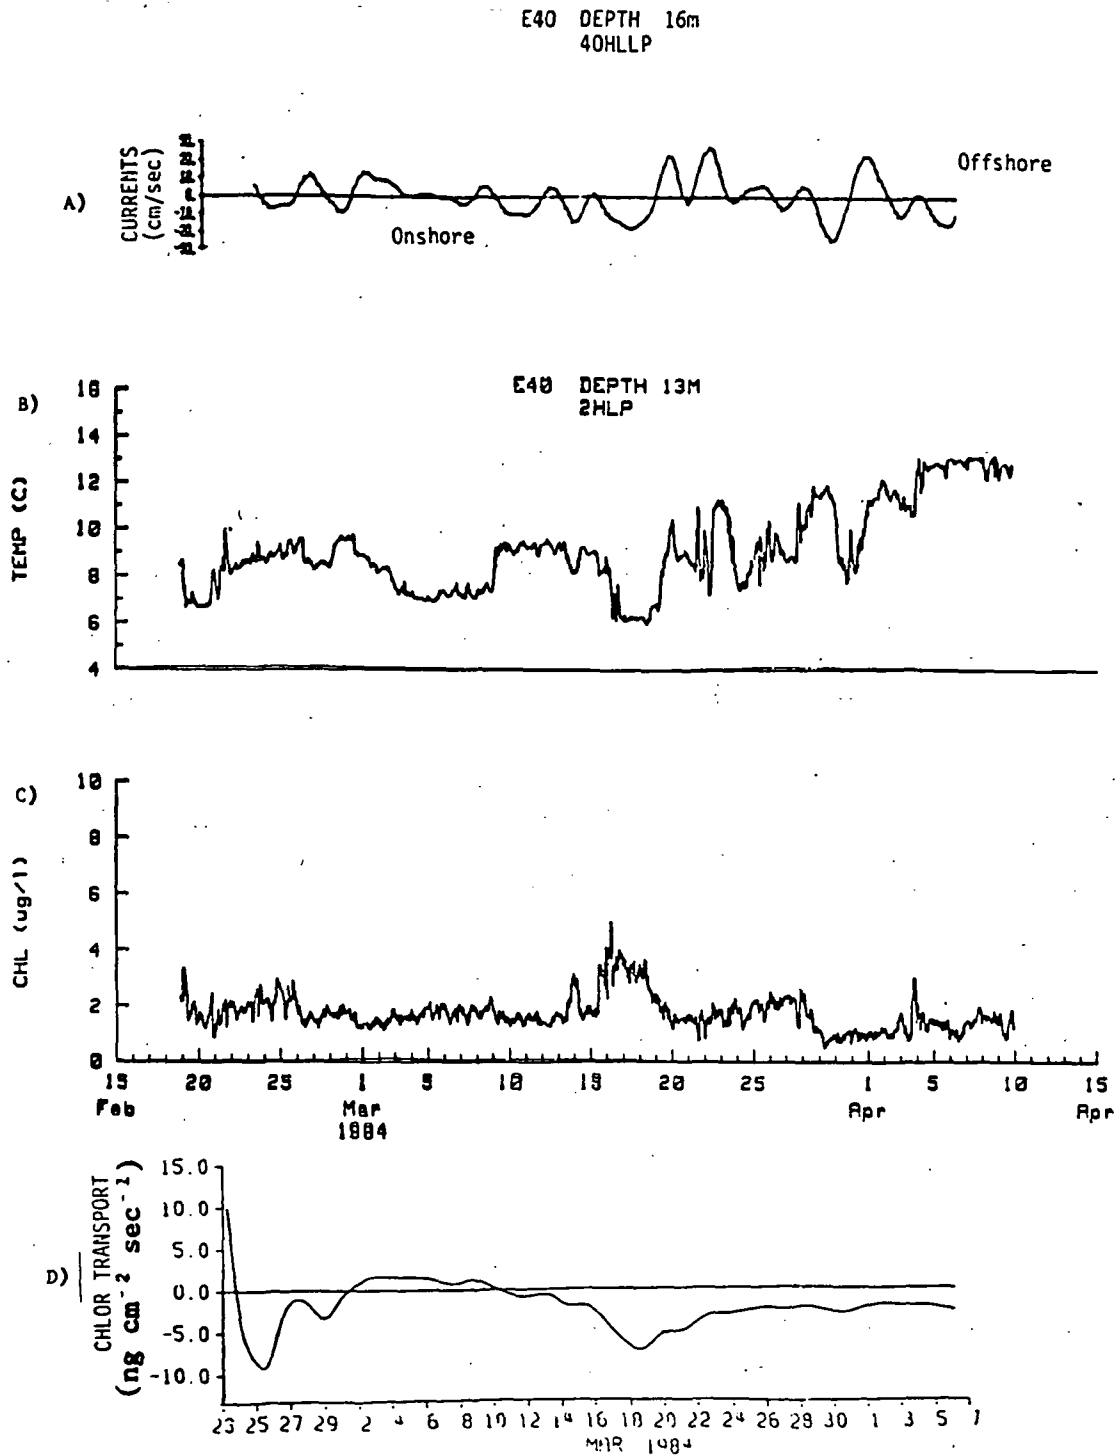 E40 DEPTH 16m
40HLLP
A)
CURRENTS
(cm/sec)
Offshore
Onshore
B)
E40 DEPTH 13M
2HLP
TEMP (C)
16
14
12
10
8
6
4
C)
CHL (ug/l)
10
8
6
4
2
0
15 20 25 1 5 10 15 20 25 1 5 10 15
Feb Mar Apr Apr
1984
D)
CHLOR TRANSPORT
(ng cm⁻² sec⁻¹)
15.0
10.0
5.0
0.0
-5.0
-10.0
23 25 27 29 2 4 6 8 10 12 14 16 18 20 22 24 26 28 30 1 3 5 7
MAR 1984